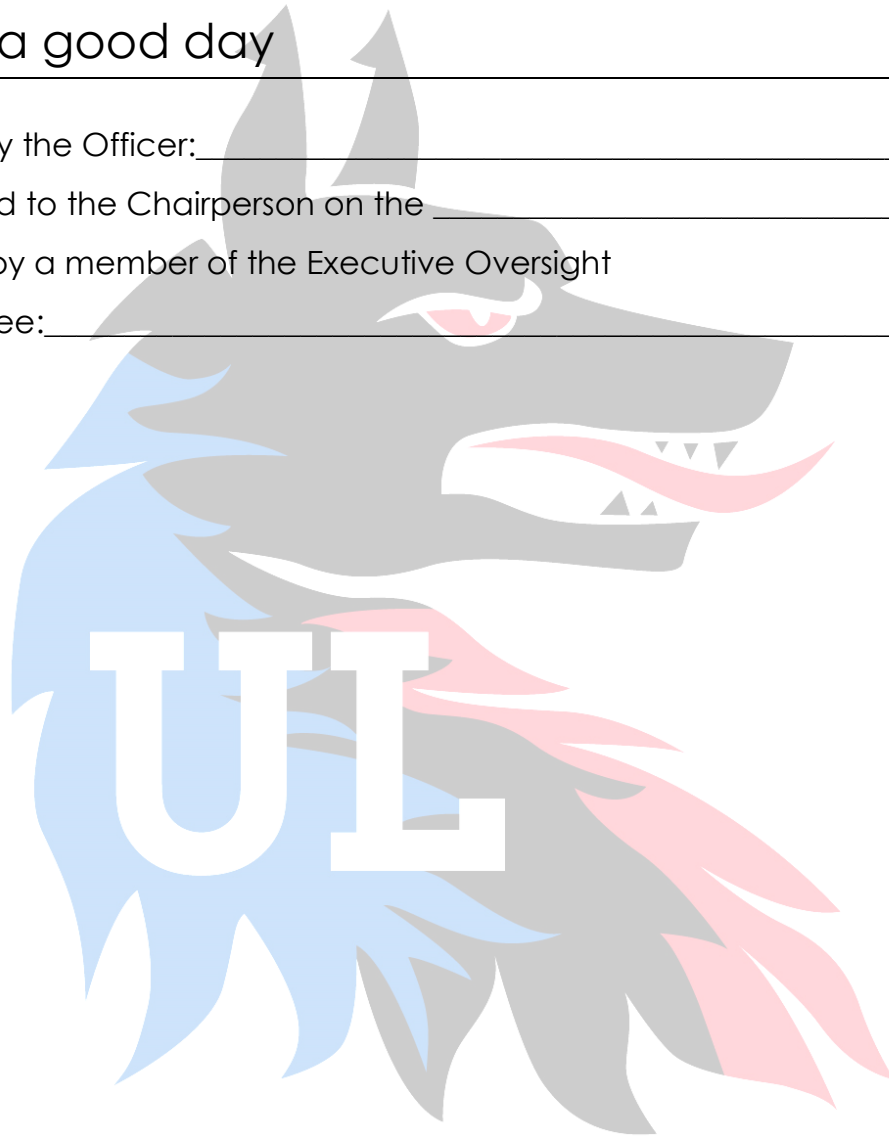 a good day
y the Officer:
d to the Chairperson on the
by a member of the Executive Oversight
ee:
UL